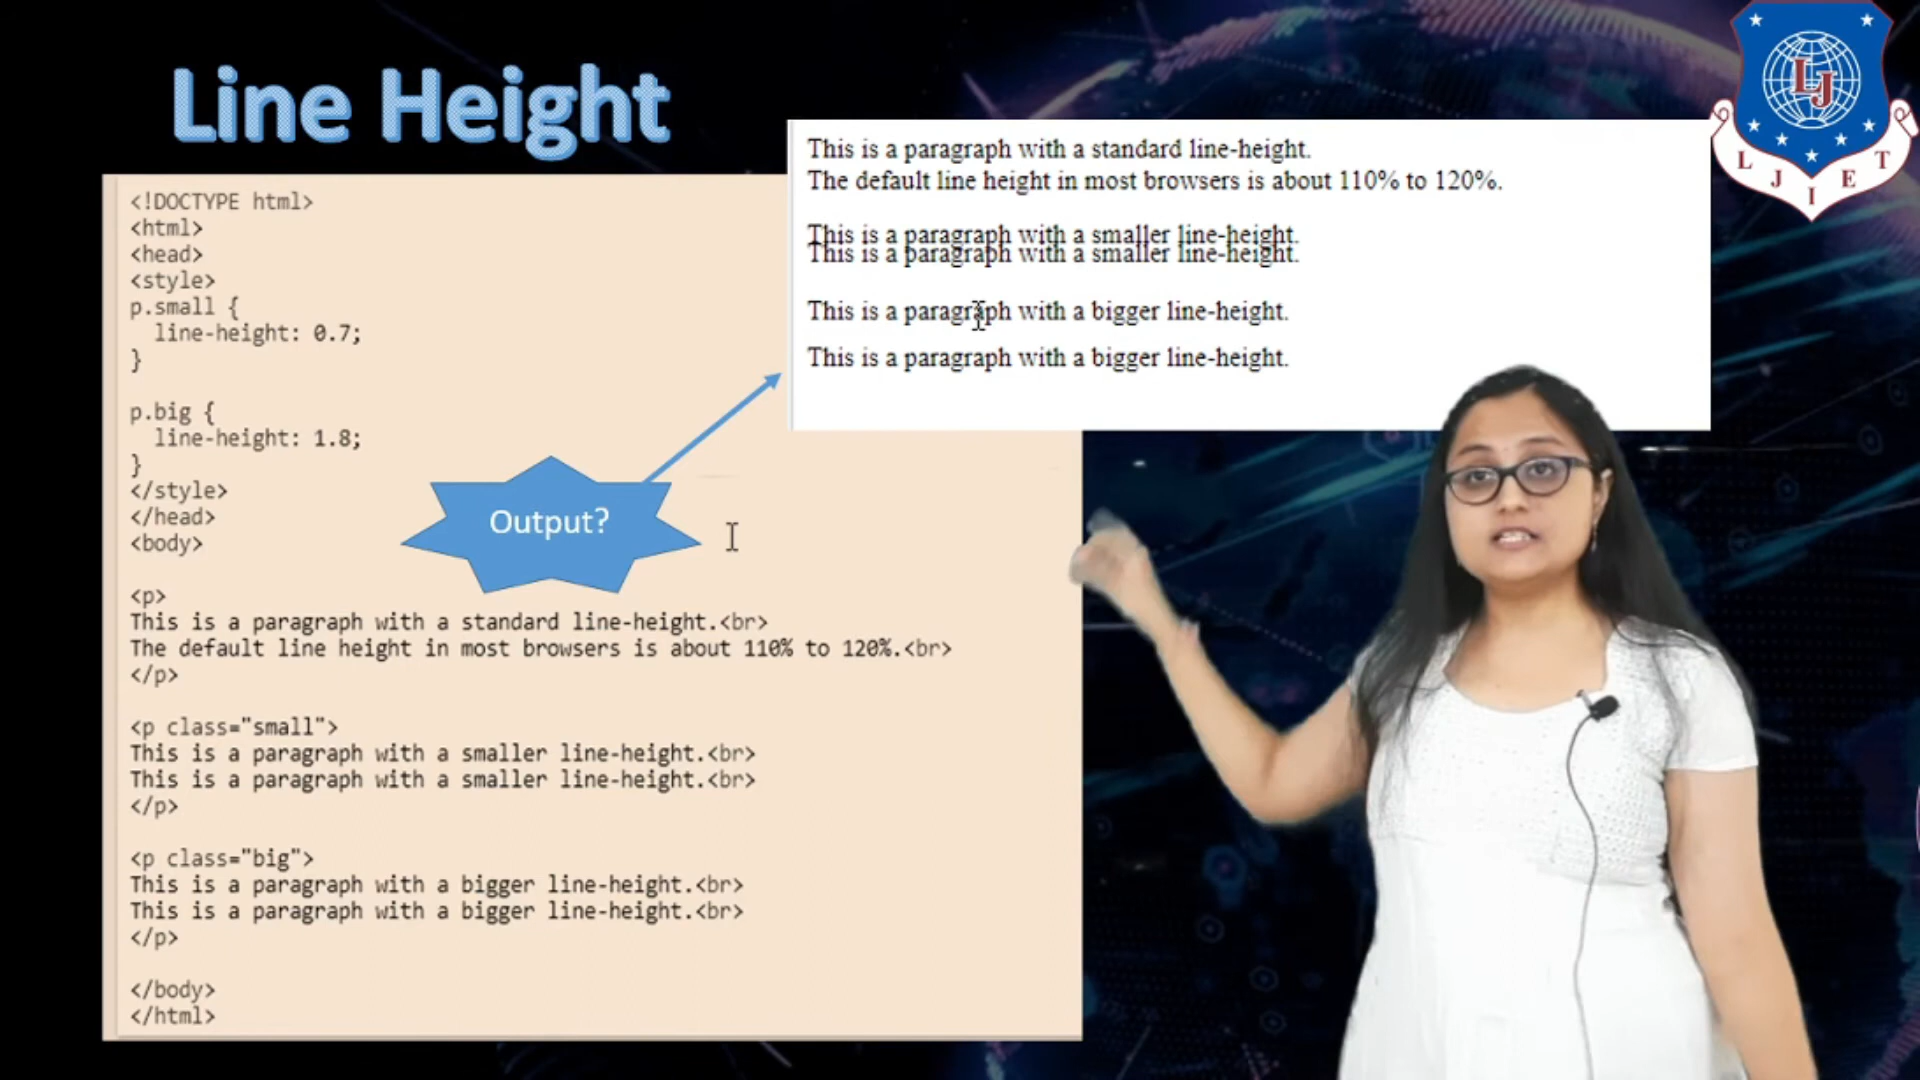 Line Height
<!DOCTYPE html>
<html>
<head>
<style>
p.small {
  line-height: 0.7;
}

p.big {
  line-height: 1.8;
}
</style>
</head>
<body>

<p>
This is a paragraph with a standard line-height.<br>
The default line height in most browsers is about 110% to 120%.<br>
</p>

<p class="small">
This is a paragraph with a smaller line-height.<br>
This is a paragraph with a smaller line-height.<br>
</p>

<p class="big">
This is a paragraph with a bigger line-height.<br>
This is a paragraph with a bigger line-height.<br>
</p>

</body>
</html>
Output?
This is a paragraph with a standard line-height.
The default line height in most browsers is about 110% to 120%.
This is a paragraph with a smaller line-height.
This is a paragraph with a smaller line-height.
This is a paragraph with a bigger line-height.
This is a paragraph with a bigger line-height.
LJ
L J I E T